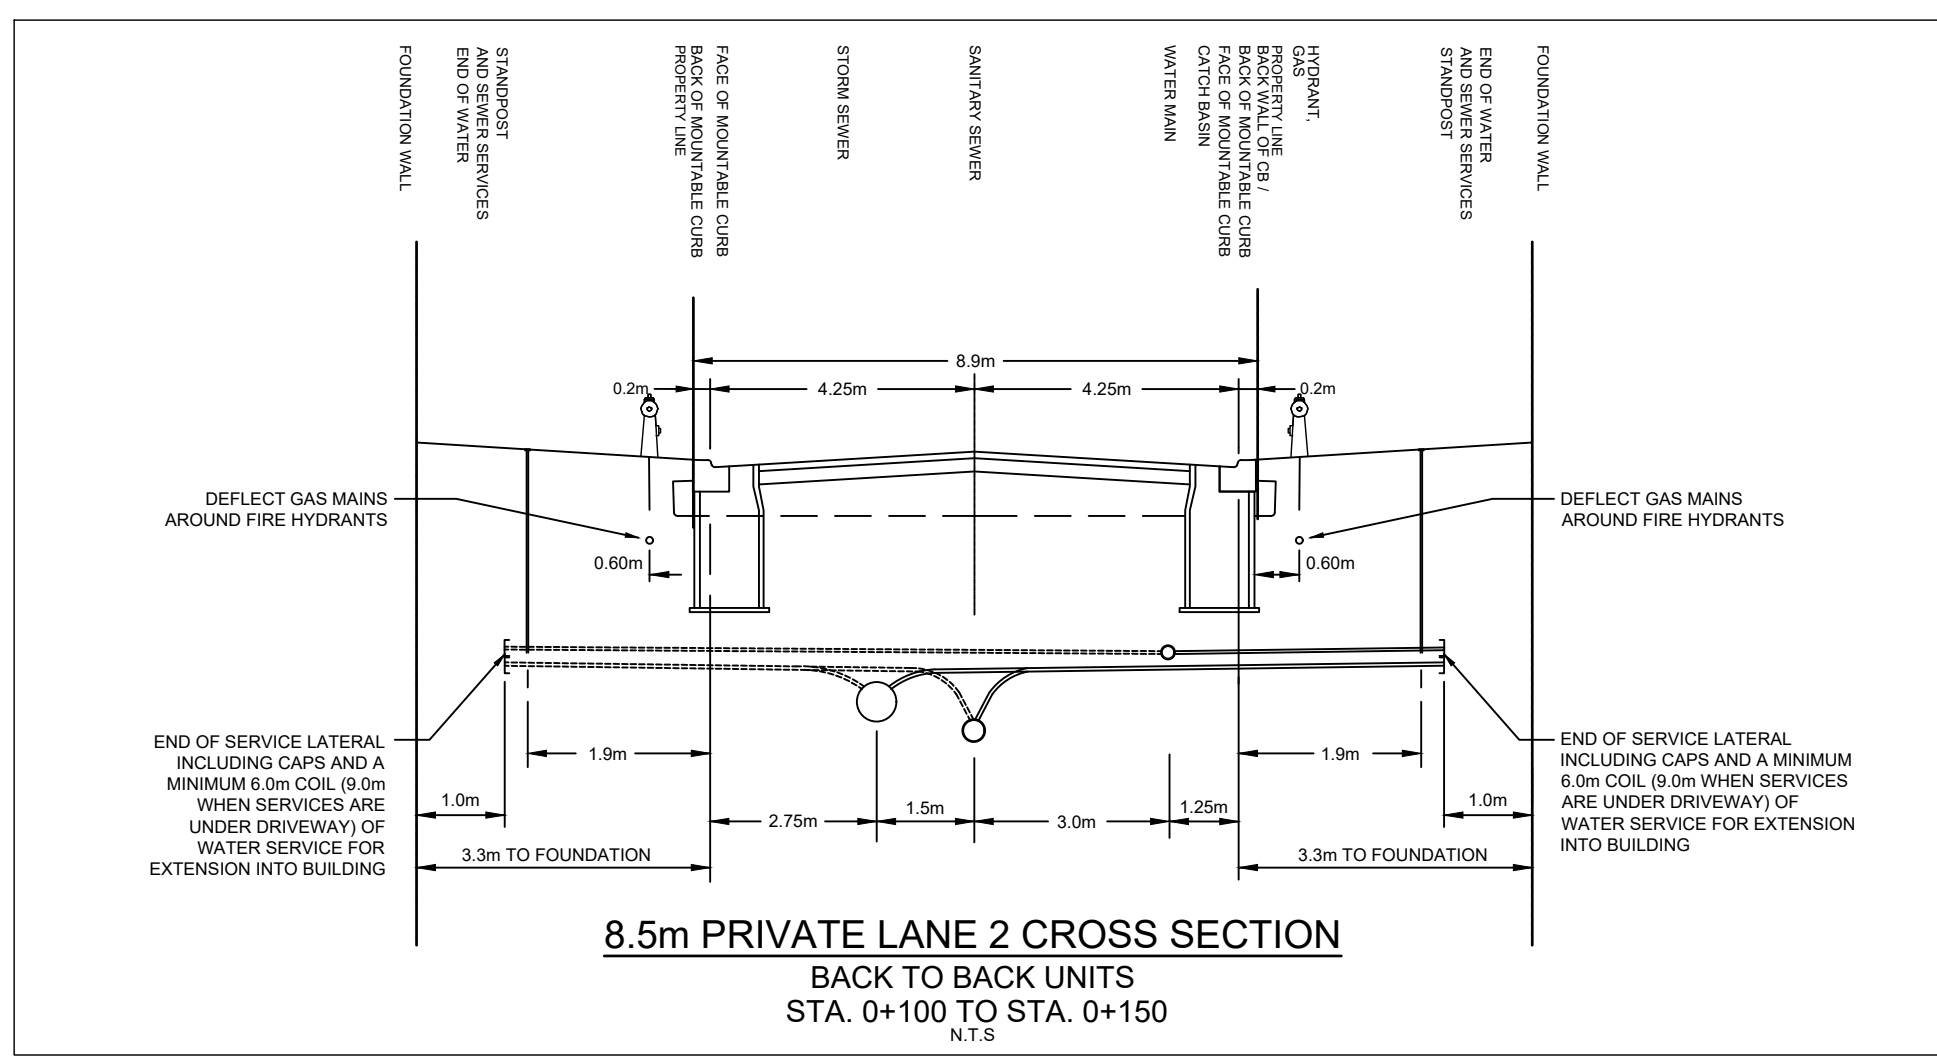 FOUNDATION WALL
STANDPOST
AND SEWER SERVICES
END OF WATER
FACE OF MOUNTABLE CURB
BACK OF MOUNTABLE CURB
PROPERTY LINE
STORM SEWER
SANITARY SEWER
WATER MAIN
HYDRANT,
GAS
PROPERTY LINE
BACK WALL OF CB /
BACK OF MOUNTABLE CURB
FACE OF MOUNTABLE CURB
CATCH BASIN
END OF WATER
AND SEWER SERVICES
STANDPOST
FOUNDATION WALL
8.9m
0.2m
4.25m
4.25m
0.2m
DEFLECT GAS MAINS
AROUND FIRE HYDRANTS
DEFLECT GAS MAINS
AROUND FIRE HYDRANTS
0.60m
0.60m
END OF SERVICE LATERAL
INCLUDING CAPS AND A
MINIMUM 6.0m COIL (9.0m
WHEN SERVICES ARE
UNDER DRIVEWAY) OF
WATER SERVICE FOR
EXTENSION INTO BUILDING
1.9m
1.9m
END OF SERVICE LATERAL
INCLUDING CAPS AND A MINIMUM
6.0m COIL (9.0m WHEN SERVICES
ARE UNDER DRIVEWAY) OF
WATER SERVICE FOR EXTENSION
INTO BUILDING
1.0m
2.75m
1.5m
3.0m
1.25m
1.0m
3.3m TO FOUNDATION
3.3m TO FOUNDATION
8.5m PRIVATE LANE 2 CROSS SECTION
BACK TO BACK UNITS
STA. 0+100 TO STA. 0+150
N.T.S